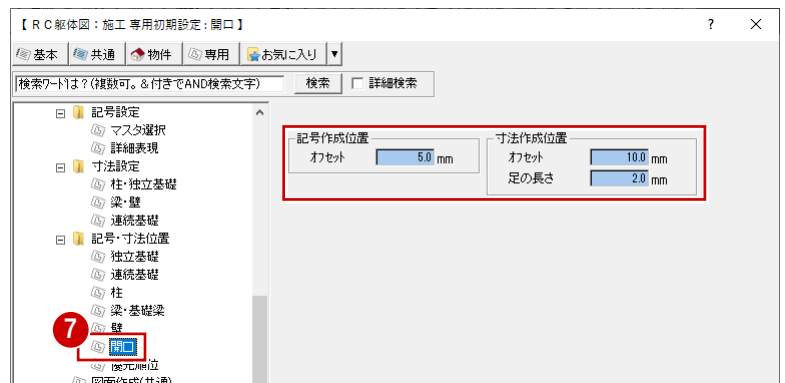 【 ＲＣ躯体図：施工 専用初期設定：開口 】
? ×
基本 共通 物件 専用 お気に入り ▼
検索ワードは？（複数可。＆付きでAND検索文字） 検索 詳細検索
記号設定
マスタ選択
詳細表現
寸法設定
柱・独立基礎
梁・壁
連続基礎
記号・寸法位置
独立基礎
連続基礎
柱
梁・基礎梁
壁
7
開口
優先順位
図面作成（共通）
記号作成位置
オフセット 5.0 mm
寸法作成位置
オフセット 10.0 mm
足の長さ 2.0 mm